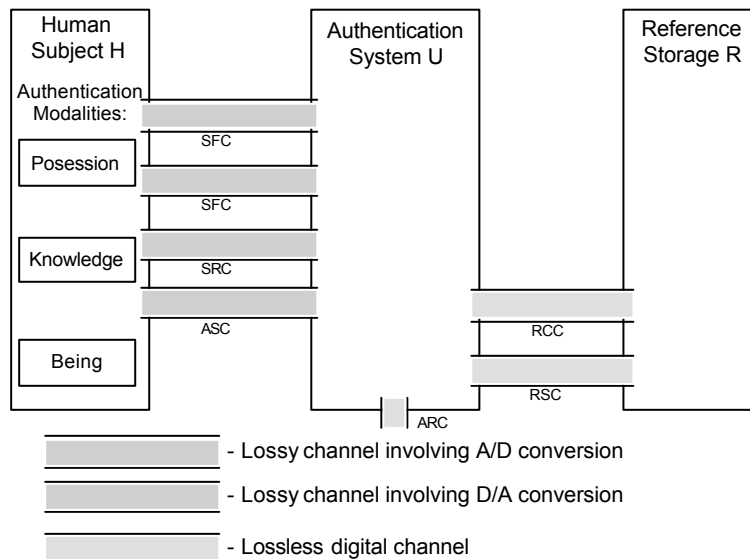 Human
Subject H
Authentication
System U
Reference
Storage R
Authentication
Modalities:
SFC
Posession
SFC
Knowledge
SRC
ASC
Being
RCC
RSC
ARC
- Lossy channel involving A/D conversion
- Lossy channel involving D/A conversion
- Lossless digital channel